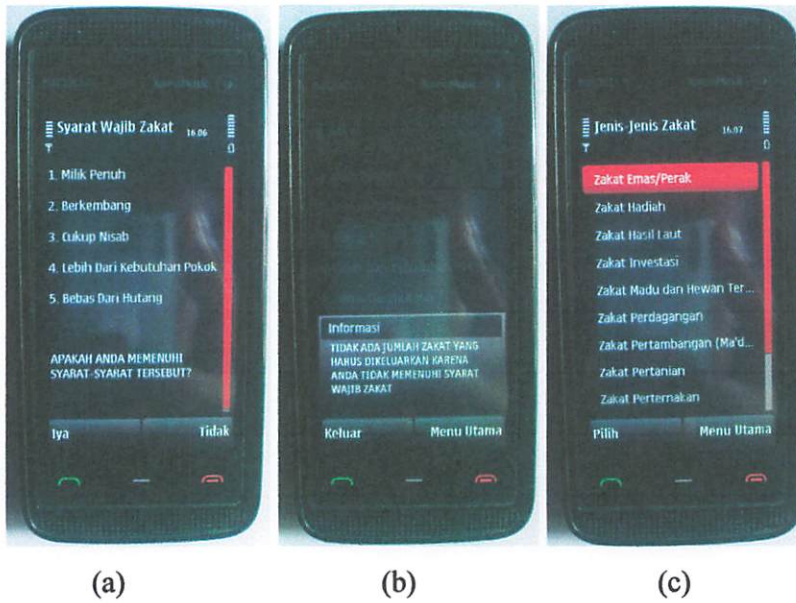 Syarat Wajib Zakat 16.06
1. Milik Penuh
2. Berkembang
3. Cukup Nisab
4. Lebih Dari Kebutuhan Pokok
5. Bebas Dari Hutang
APAKAH ANDA MEMENUHI
SYARAT-SYARAT TERSEBUT?
Iya Tidak
(a)
Informasi
TIDAK ADA JUMLAH ZAKAT YANG
HARUS DIKELUARKAN KARENA
ANDA TIDAK MEMENUHI SYARAT
WAJIB ZAKAT
Keluar Menu Utama
(b)
Jenis-Jenis Zakat 16.07
Zakat Emas/Perak
Zakat Hadiah
Zakat Hasil Laut
Zakat Investasi
Zakat Madu dan Hewan Ter...
Zakat Perdagangan
Zakat Pertambangan (Ma'd...
Zakat Pertanian
Zakat Perternakan
Pilih Menu Utama
(c)